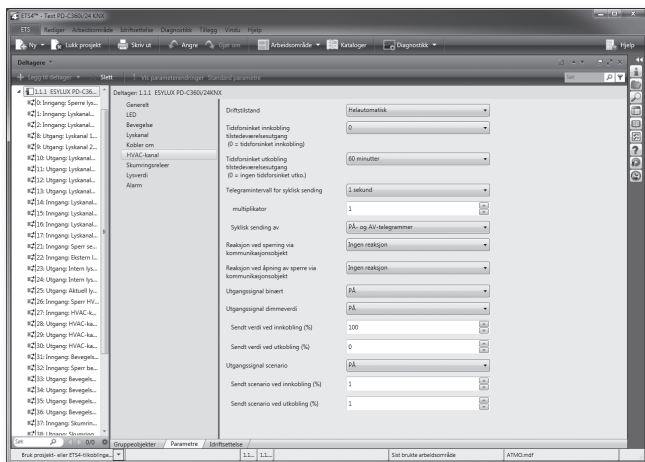 ETS4™ - Test PD-C360i/24 KNX
ETS Rediger Arbeidsområde Idriftsettelse Diagnostikk Tillegg Vindu Hjelp
Ny Lukk prosjekt Skriv ut Angre Gjør om Arbeidsområde Kataloger Diagnostikk Hjelp
Deltagere
Legg til deltager Slett Vis parameterendringer Standard parametre Søk
1.1.1 ESYLUX PD-C36...
0: Inngang: Sperre lys...
1: Inngang: Lyskanal...
2: Inngang: Lyskanal...
8: Utgang: Lyskanal 1...
9: Utgang: Lyskanal 2...
10: Utgang: Lyskanal...
11: Utgang: Lyskanal...
12: Utgang: Lyskanal...
13: Utgang: Lyskanal...
14: Inngang: Lyskanal...
15: Inngang: Lyskanal...
16: Inngang: Lyskanal...
17: Inngang: Lyskanal...
21: Inngang: Sperr se...
22: Inngang: Ekstern l...
23: Utgang: Intern lys...
24: Utgang: Intern lys...
25: Utgang: Aktuell ly...
26: Inngang: Sperr HV...
27: Inngang: HVAC-k...
28: Utgang: HVAC-ka...
29: Utgang: HVAC-ka...
30: Utgang: HVAC-ka...
31: Inngang: Bevegels...
32: Inngang: Sperr be...
33: Utgang: Bevegels...
34: Utgang: Bevegels...
35: Utgang: Bevegels...
36: Utgang: Bevegels...
37: Inngang: Skumrin...
38: Utgang: Skumring...
Søk 0/0
Deltager: 1.1.1 ESYLUX PD-C360i/24KNX
Generelt
LED
Bevegelse
Lyskanal
Kobler om
HVAC-kanal
Skumringsreleer
Lysverdi
Alarm
Driftstilstand Helautomatisk
Tidsforsinket innkobling 0
tilstedeværelsesutgang
(0 = tidsforsinket innkobling)
Tidsforsinket utkobling 60 minutter
tilstedeværelsesutgang
(0 = ingen tidsforsinket utko.)
Telegramintervall for syklisk sending 1 sekund
multiplikator 1
Syklisk sending av PÅ- og AV-telegrammer
Reaksjon ved sperring via Ingen reaksjon
kommunikasjonsobjekt
Reaksjon ved åpning av sperre via Ingen reaksjon
kommunikasjonsobjekt
Utgangssignal binært PÅ
Utgangssignal dimmeverdi PÅ
Sendt verdi ved innkobling (%) 100
Sendt verdi ved utkobling (%) 0
Utgangssignal scenario PÅ
Sendt scenario ved innkobling (%) 1
Sendt scenario ved utkobling (%) 1
Gruppeobjekter Parametre Idriftsettelse
Bruk prosjekt- eller ETS4-tilkoblinge... 1.1... 1.1... Sist brukte arbeidsområde ATMO.mdf